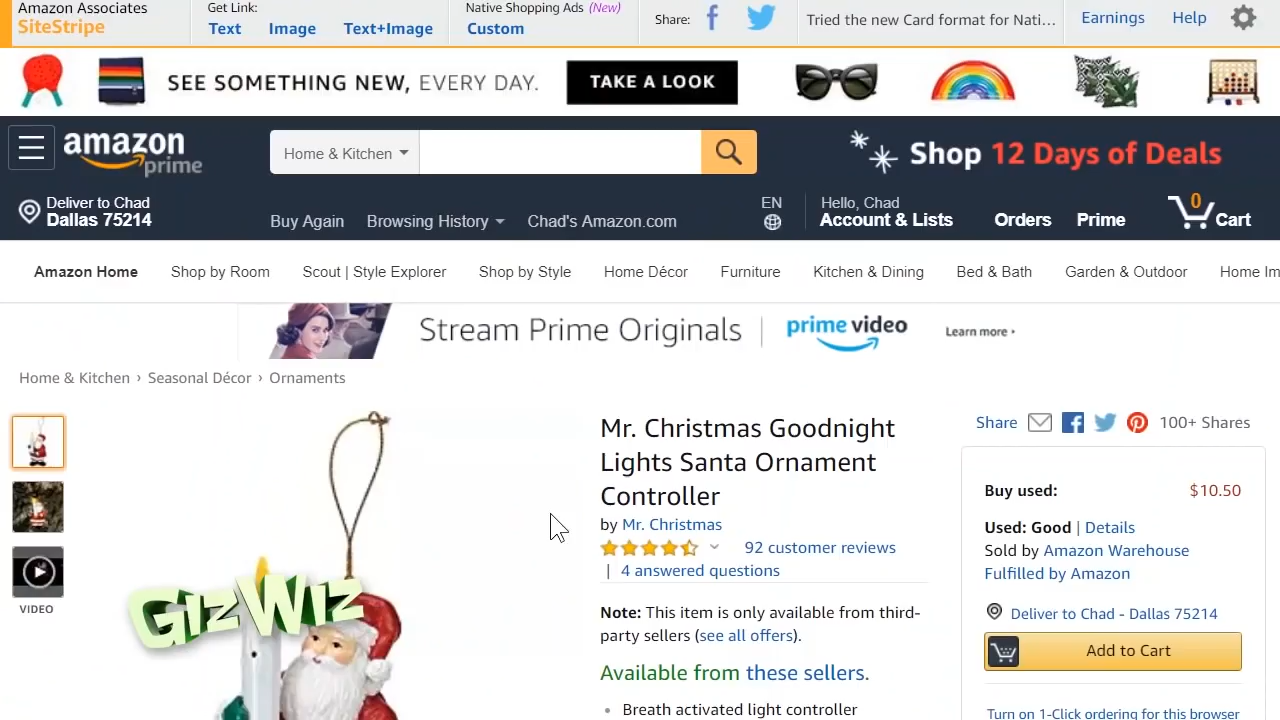 Amazon Associates
SiteStripe
Get Link:
Text Image Text+Image
Native Shopping Ads (New)
Custom
Share:
Tried the new Card format for Nati...
Earnings Help
SEE SOMETHING NEW, EVERY DAY.
TAKE A LOOK
amazon
prime
Home & Kitchen
Shop 12 Days of Deals
Deliver to Chad
Dallas 75214
Buy Again Browsing History Chad's Amazon.com
EN
Hello, Chad
Account & Lists
Orders Prime
0
Cart
Amazon Home Shop by Room Scout | Style Explorer Shop by Style Home Décor Furniture Kitchen & Dining Bed & Bath Garden & Outdoor Home Im
Stream Prime Originals | prime video Learn more ›
Home & Kitchen › Seasonal Décor › Ornaments
VIDEO
GIZWIZ
Mr. Christmas Goodnight
Lights Santa Ornament
Controller
by Mr. Christmas
92 customer reviews
| 4 answered questions
Note: This item is only available from third-
party sellers (see all offers).
Available from these sellers.
• Breath activated light controller
Share 100+ Shares
Buy used: $10.50
Used: Good | Details
Sold by Amazon Warehouse
Fulfilled by Amazon
Deliver to Chad - Dallas 75214
Add to Cart
Turn on 1-Click ordering for this browser